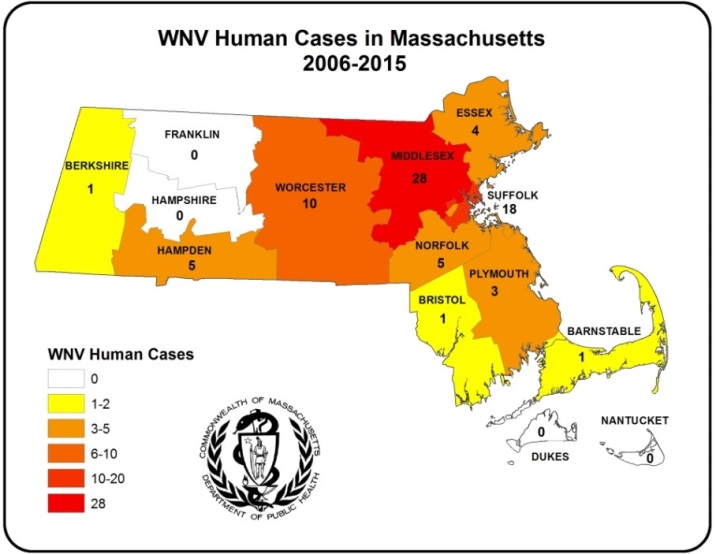 WNV Human Cases in Massachusetts
2006-2015
ESSEX
4
FRANKLIN
0
BERKSHIRE
1
MIDDLESEX
28
WORCESTER
10
SUFFOLK
18
HAMPSHIRE
0
HAMPDEN
5
NORFOLK
5
PLYMOUTH
3
BRISTOL
1
BARNSTABLE
1
NANTUCKET
0
0
DUKES
WNV Human Cases
0
1-2
3-5
6-10
10-20
28
COMMONWEALTH OF MASSACHUSETTS
DEPARTMENT OF PUBLIC HEALTH